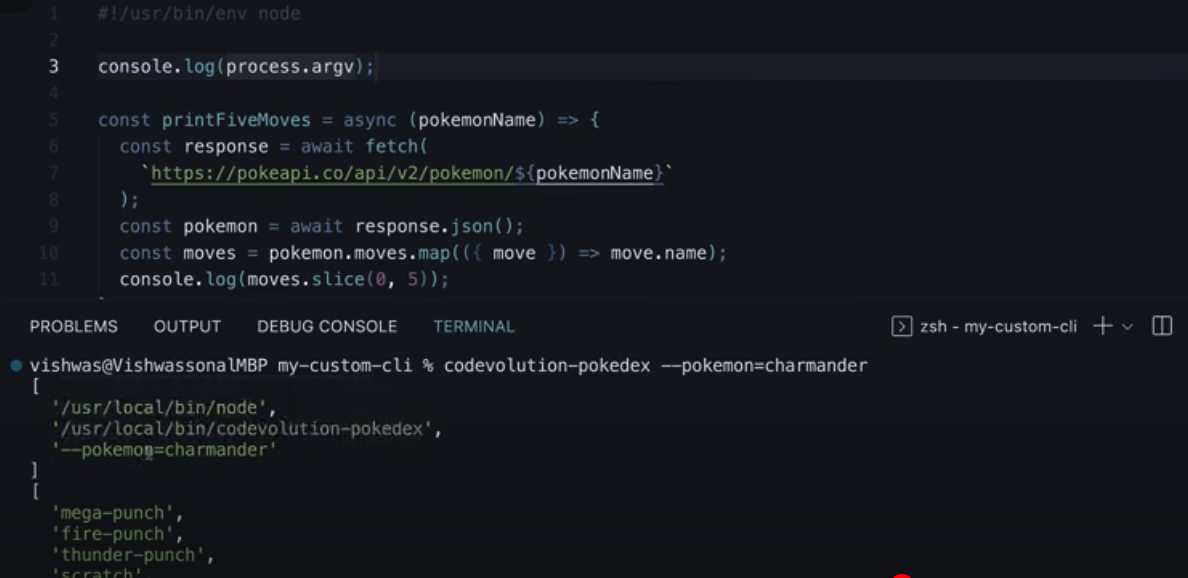 1 #!/usr/bin/env node
2
3 console.log(process.argv);
4
5 const printFiveMoves = async (pokemonName) => {
6 const response = await fetch(
7 `https://pokeapi.co/api/v2/pokemon/${pokemonName}`
8 );
9 const pokemon = await response.json();
10 const moves = pokemon.moves.map(({ move }) => move.name);
11 console.log(moves.slice(0, 5));
PROBLEMS OUTPUT DEBUG CONSOLE TERMINAL zsh - my-custom-cli
vishwas@VishwassonalMBP my-custom-cli % codevolution-pokedex --pokemon=charmander
[
'/usr/local/bin/node',
'/usr/local/bin/codevolution-pokedex',
'--pokemon=charmander'
]
[
'mega-punch',
'fire-punch',
'thunder-punch',
'scratch'